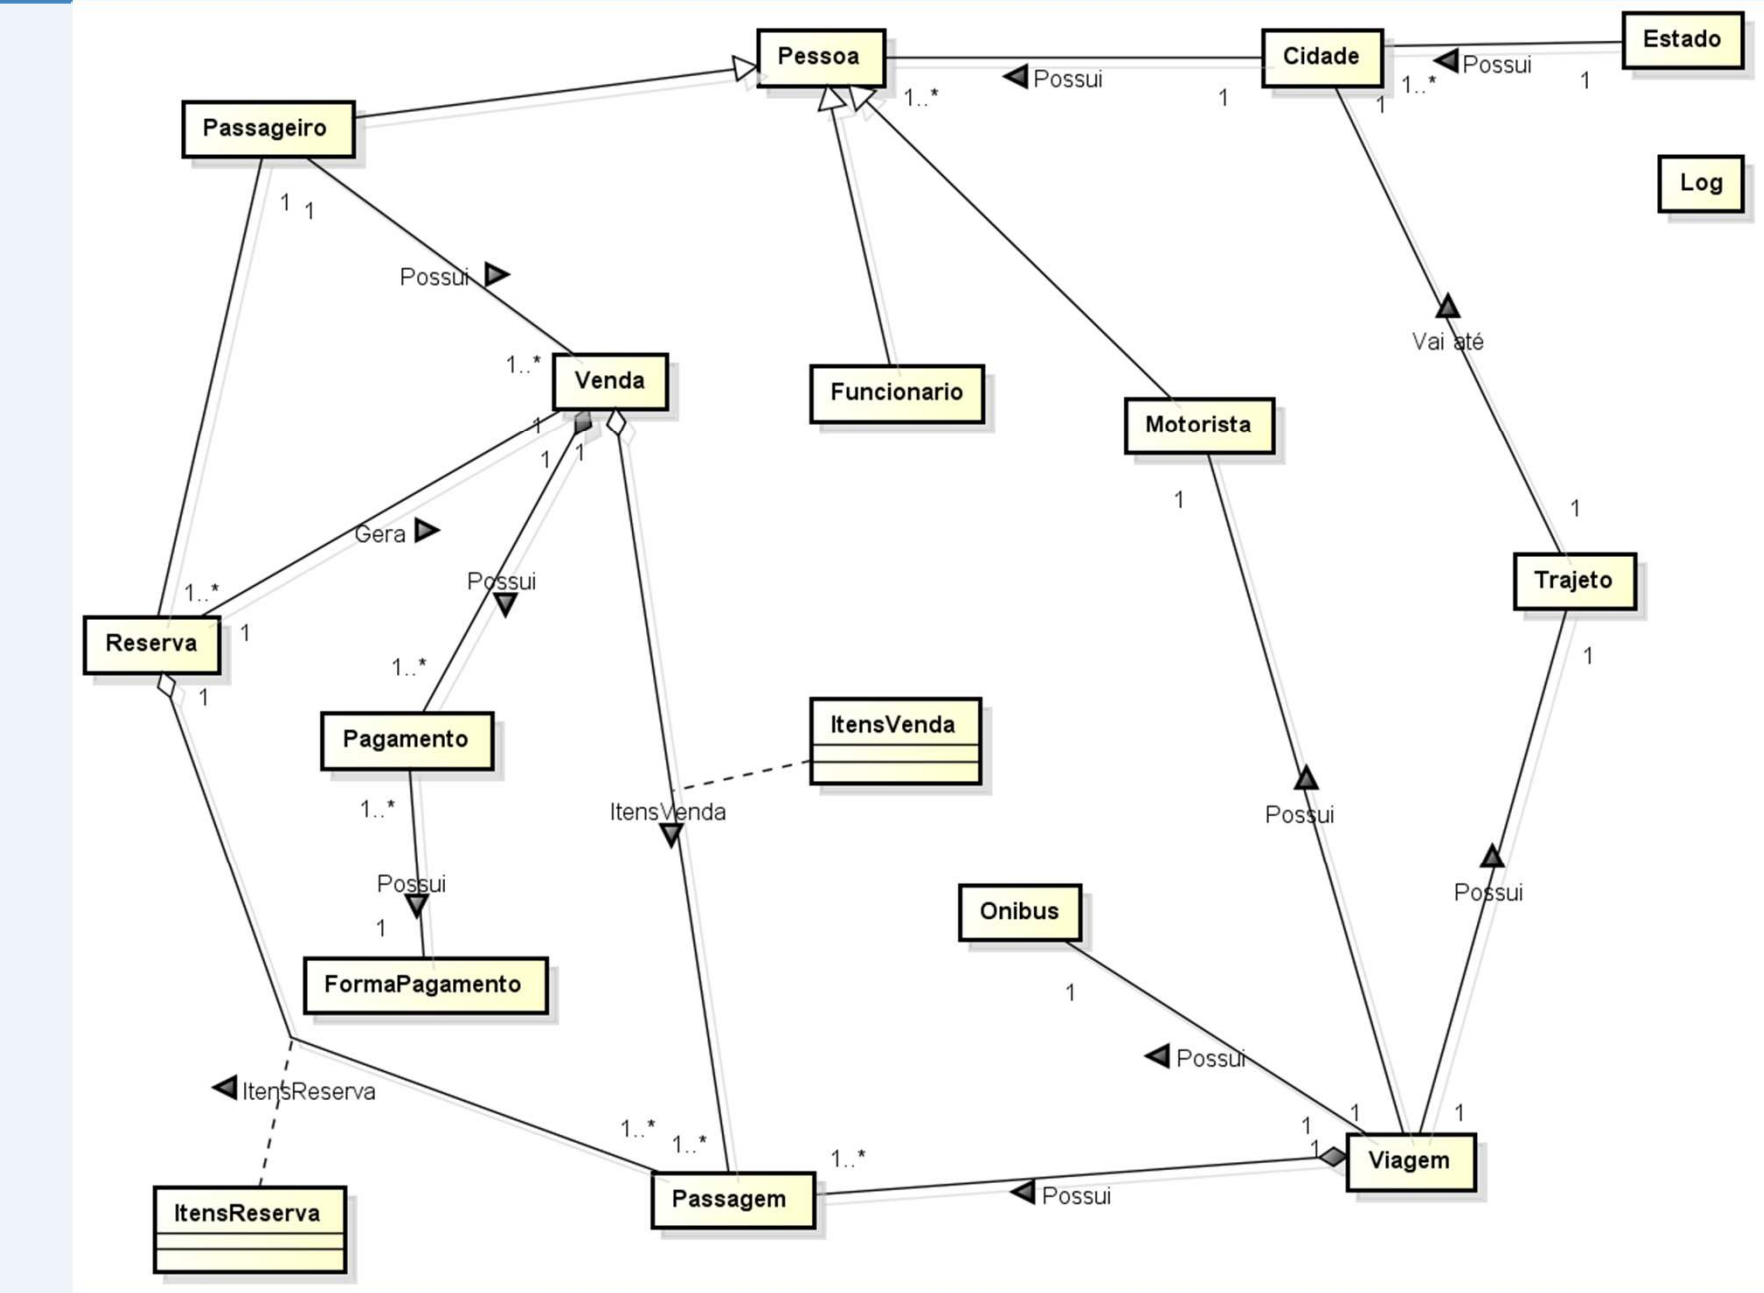 Pessoa
Cidade
Estado
Possui
1..*
1
Possui
1..*
1
1
Passageiro
Log
1
1
Possui
1..*
Venda
Vai até
Funcionario
Motorista
1
1
1
1
1
Gera
Possui
1..*
Reserva
1
1
1..*
Trajeto
1
Pagamento
ItensVenda
1..*
ItensVenda
Possui
Possui
Possui
1
Onibus
FormaPagamento
1
Possui
ItensReserva
1..*
1..*
1..*
1
1
1
1
Viagem
Passagem
Possui
ItensReserva